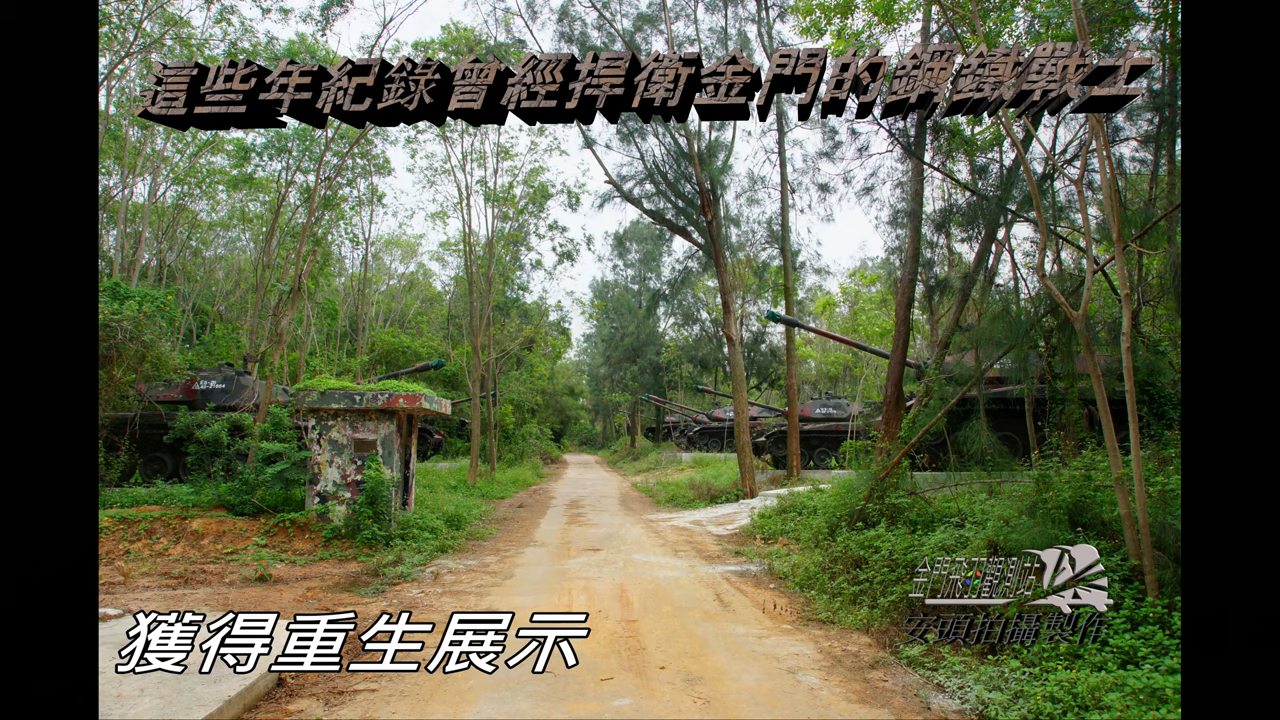 這些年紀錄曾經捍衛金門的鋼鐵戰士
金門飛羽觀測站
安頭拍攝製作
獲得重生展示